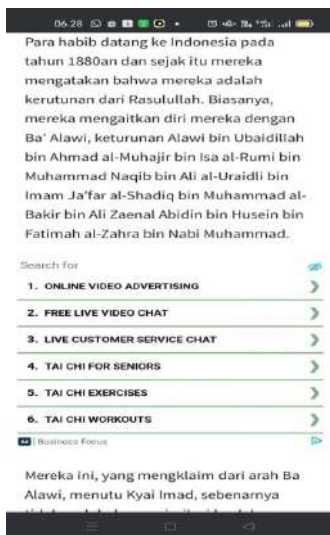 06.28
Para habib datang ke Indonesia pada
tahun 1880an dan sejak itu mereka
mengatakan bahwa mereka adalah
kerutunan dari Rasulullah. Biasanya,
mereka mengaitkan diri mereka dengan
Ba' Alawi, keturunan Alawi bin Ubaidillah
bin Ahmad al-Muhajir bin Isa al-Rumi bin
Muhammad Naqib bin Ali al-Uraidli bin
Imam Ja'far al-Shadiq bin Muhammad al-
Bakir bin Ali Zaenal Abidin bin Husein bin
Fatimah al-Zahra bin Nabi Muhammad.
Search for
1. ONLINE VIDEO ADVERTISING
2. FREE LIVE VIDEO CHAT
3. LIVE CUSTOMER SERVICE CHAT
4. TAI CHI FOR SENIORS
5. TAI CHI EXERCISES
6. TAI CHI WORKOUTS
Ad | Business Focus
Mereka ini, yang mengklaim dari arah Ba
Alawi, menutu Kyai Imad, sebenarnya